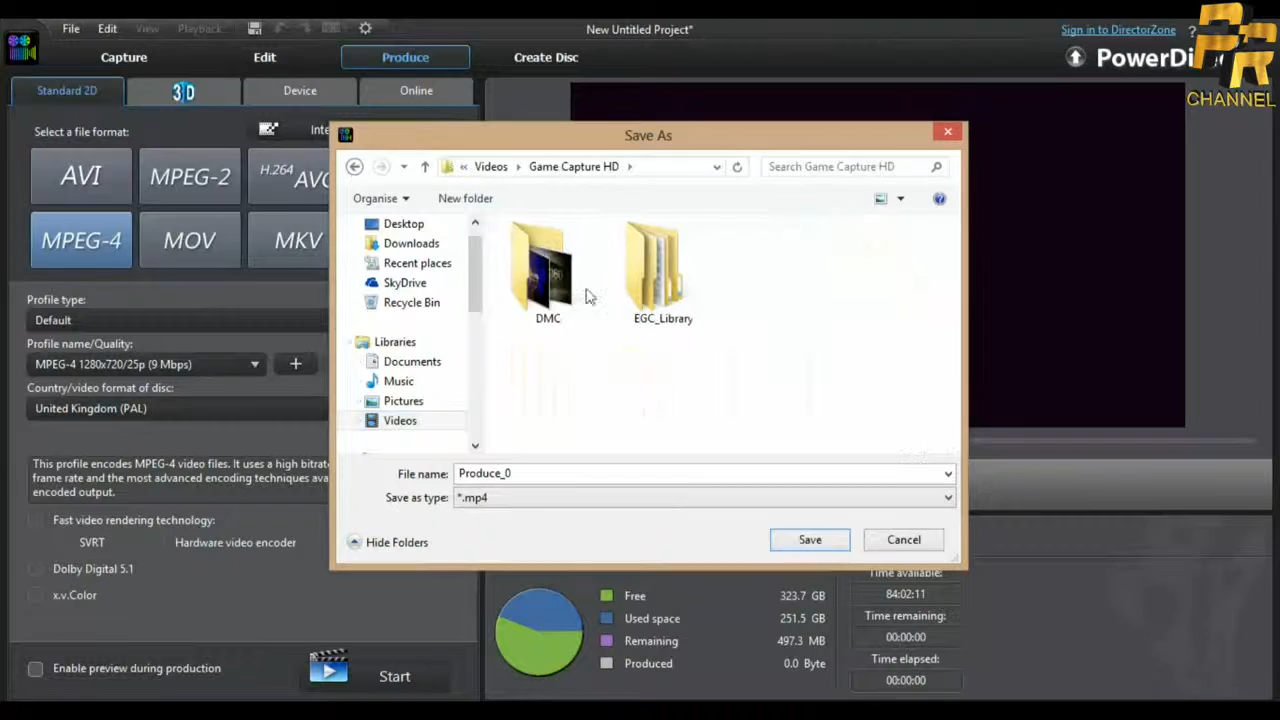 File Edit View Playback New Untitled Project* Sign in to DirectorZone ?
Capture Edit Produce Create Disc
PR
CHANNEL
Standard 2D 3D Device Online
Select a file format:
AVI MPEG-2 H.264
MPEG-4 MOV MKV
Profile type:
Default
Profile name/Quality:
MPEG-4 1280x720/25p (9 Mbps) +
Country/video format of disc:
United Kingdom (PAL)
This profile encodes MPEG-4 video files. It uses a high
frame rate and the most advanced encoding techniques
encoded output.
Fast video rendering technology:
SVRT Hardware video encoder
Dolby Digital 5.1
x.v.Color
Enable preview during production Start
Save As
« Videos Game Capture HD Search Game Capture HD
Organise New folder
Desktop
Downloads
Recent places
SkyDrive
Recycle Bin
Libraries
Documents
Music
Pictures
Videos
DMC EGC_Library
File name: Produce_0
Save as type: *.mp4
Hide Folders Save Cancel
Free 323.7 GB
Used space 251.5 GB
Remaining 497.3 MB
Produced 0.0 Byte
Time available:
84:02:11
Time remaining:
00:00:00
Time elapsed:
00:00:00